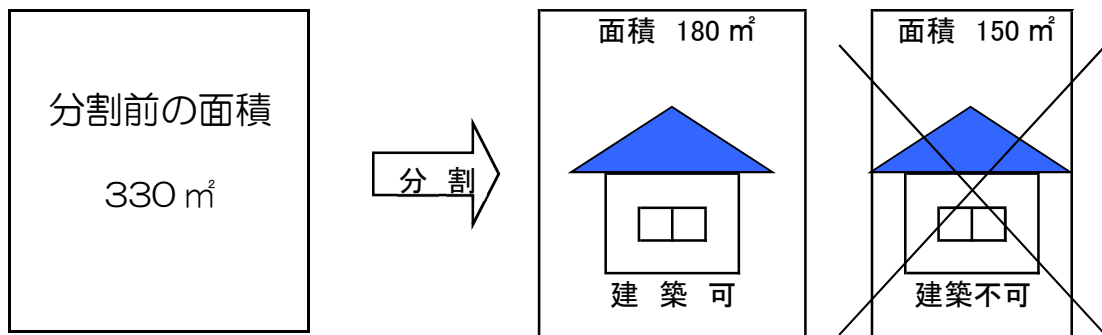 分割前の面積
330㎡
分 割
面積 180㎡
建 築 可
面積 150㎡
建築不可